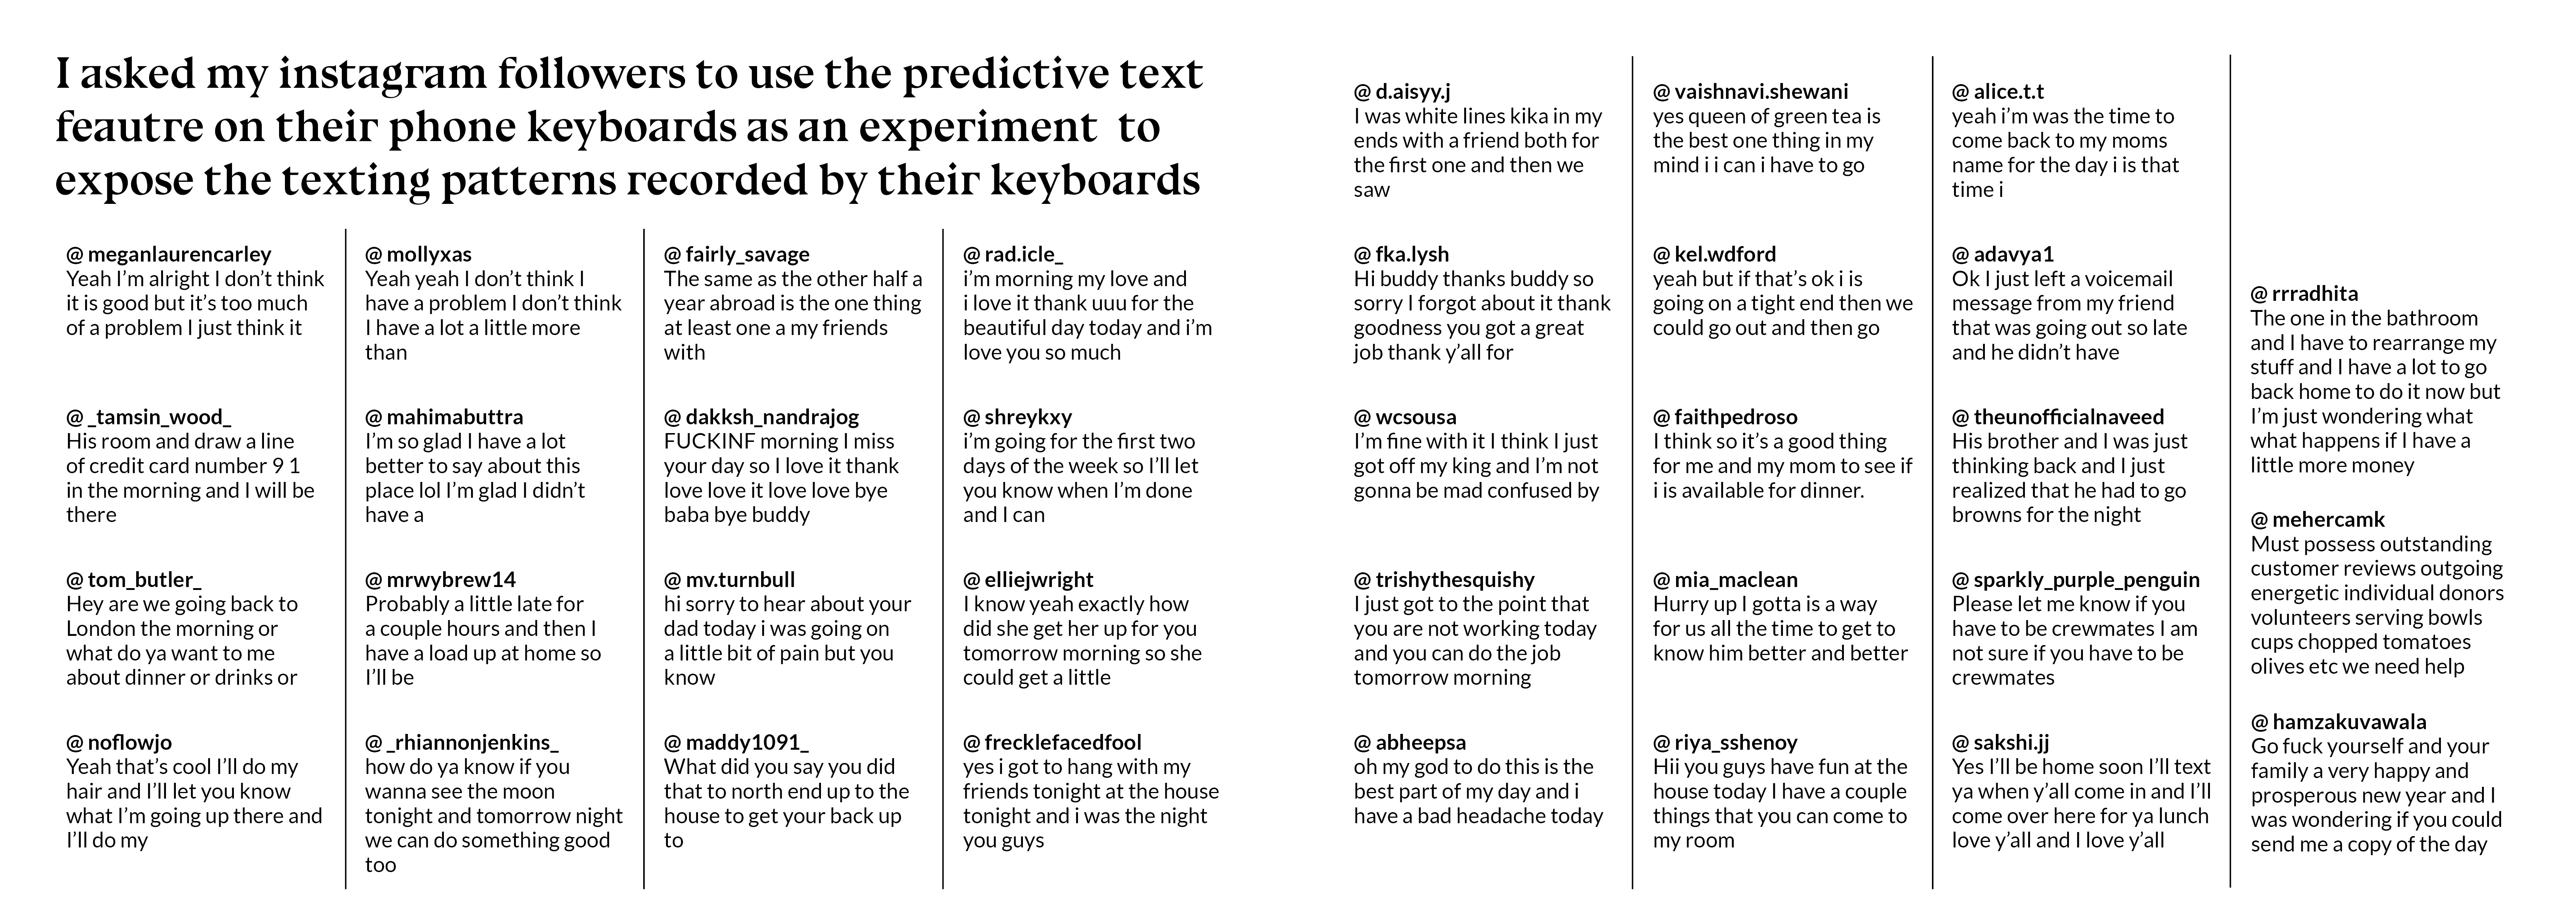 I asked my instagram followers to use the predictive text
feautre on their phone keyboards as an experiment  to
expose the texting patterns recorded by their keyboards
@ meganlaurencarley
Yeah I’m alright I don’t think
it is good but it’s too much
of a problem I just think it
@ _tamsin_wood_
His room and draw a line
of credit card number 9 1
in the morning and I will be
there
@ tom_butler_
Hey are we going back to
London the morning or
what do ya want to me
about dinner or drinks or
@ noflowjo
Yeah that’s cool I’ll do my
hair and I’ll let you know
what I’m going up there and
I’ll do my
@ mollyxas
Yeah yeah I don’t think I
have a problem I don’t think
I have a lot a little more
than
@ mahimabuttra
I’m so glad I have a lot
better to say about this
place lol I’m glad I didn’t
have a
@ mrwybrew14
Probably a little late for
a couple hours and then I
have a load up at home so
I’ll be
@ _rhiannonjenkins_
how do ya know if you
wanna see the moon
tonight and tomorrow night
we can do something good
too
@ fairly_savage
The same as the other half a
year abroad is the one thing
at least one a my friends
with
@ dakksh_nandrajog
FUCKINF morning I miss
your day so I love it thank
love love it love love bye
baba bye buddy
@ mv.turnbull
hi sorry to hear about your
dad today i was going on
a little bit of pain but you
know
@ maddy1091_
What did you say you did
that to north end up to the
house to get your back up
to
@ rad.icle_
i’m morning my love and
i love it thank uuu for the
beautiful day today and i’m
love you so much
@ shreykxy
i’m going for the first two
days of the week so I’ll let
you know when I’m done
and I can
@ elliejwright
I know yeah exactly how
did she get her up for you
tomorrow morning so she
could get a little
@ frecklefacedfool
yes i got to hang with my
friends tonight at the house
tonight and i was the night
you guys
@ d.aisyy.j
I was white lines kika in my
ends with a friend both for
the first one and then we
saw
@ fka.lysh
Hi buddy thanks buddy so
sorry I forgot about it thank
goodness you got a great
job thank y’all for
@ wcsousa
I’m fine with it I think I just
got off my king and I’m not
gonna be mad confused by
@ trishythesquishy
I just got to the point that
you are not working today
and you can do the job
tomorrow morning
@ abheepsa
oh my god to do this is the
best part of my day and i
have a bad headache today
@ vaishnavi.shewani
yes queen of green tea is
the best one thing in my
mind i i can i have to go
@ kel.wdford
yeah but if that’s ok i is
going on a tight end then we
could go out and then go
@ faithpedroso
I think so it’s a good thing
for me and my mom to see if
i is available for dinner.
@ mia_maclean
Hurry up I gotta is a way
for us all the time to get to
know him better and better
@ riya_sshenoy
Hii you guys have fun at the
house today I have a couple
things that you can come to
my room
@ alice.t.t
yeah i’m was the time to
come back to my moms
name for the day i is that
time i
@ adavya1
Ok I just left a voicemail
message from my friend
that was going out so late
and he didn’t have
@ theunofficialnaveed
His brother and I was just
thinking back and I just
realized that he had to go
browns for the night
@ sparkly_purple_penguin
Please let me know if you
have to be crewmates I am
not sure if you have to be
crewmates
@ sakshi.jj
Yes I’ll be home soon I’ll text
ya when y’all come in and I’ll
come over here for ya lunch
love y’all and I love y’all
@ rrradhita
The one in the bathroom
and I have to rearrange my
stuff and I have a lot to go
back home to do it now but
I’m just wondering what
what happens if I have a
little more money
@ mehercamk
Must possess outstanding
customer reviews outgoing
energetic individual donors
volunteers serving bowls
cups chopped tomatoes
olives etc we need help
@ hamzakuvawala
Go fuck yourself and your
family a very happy and
prosperous new year and I
was wondering if you could
send me a copy of the day